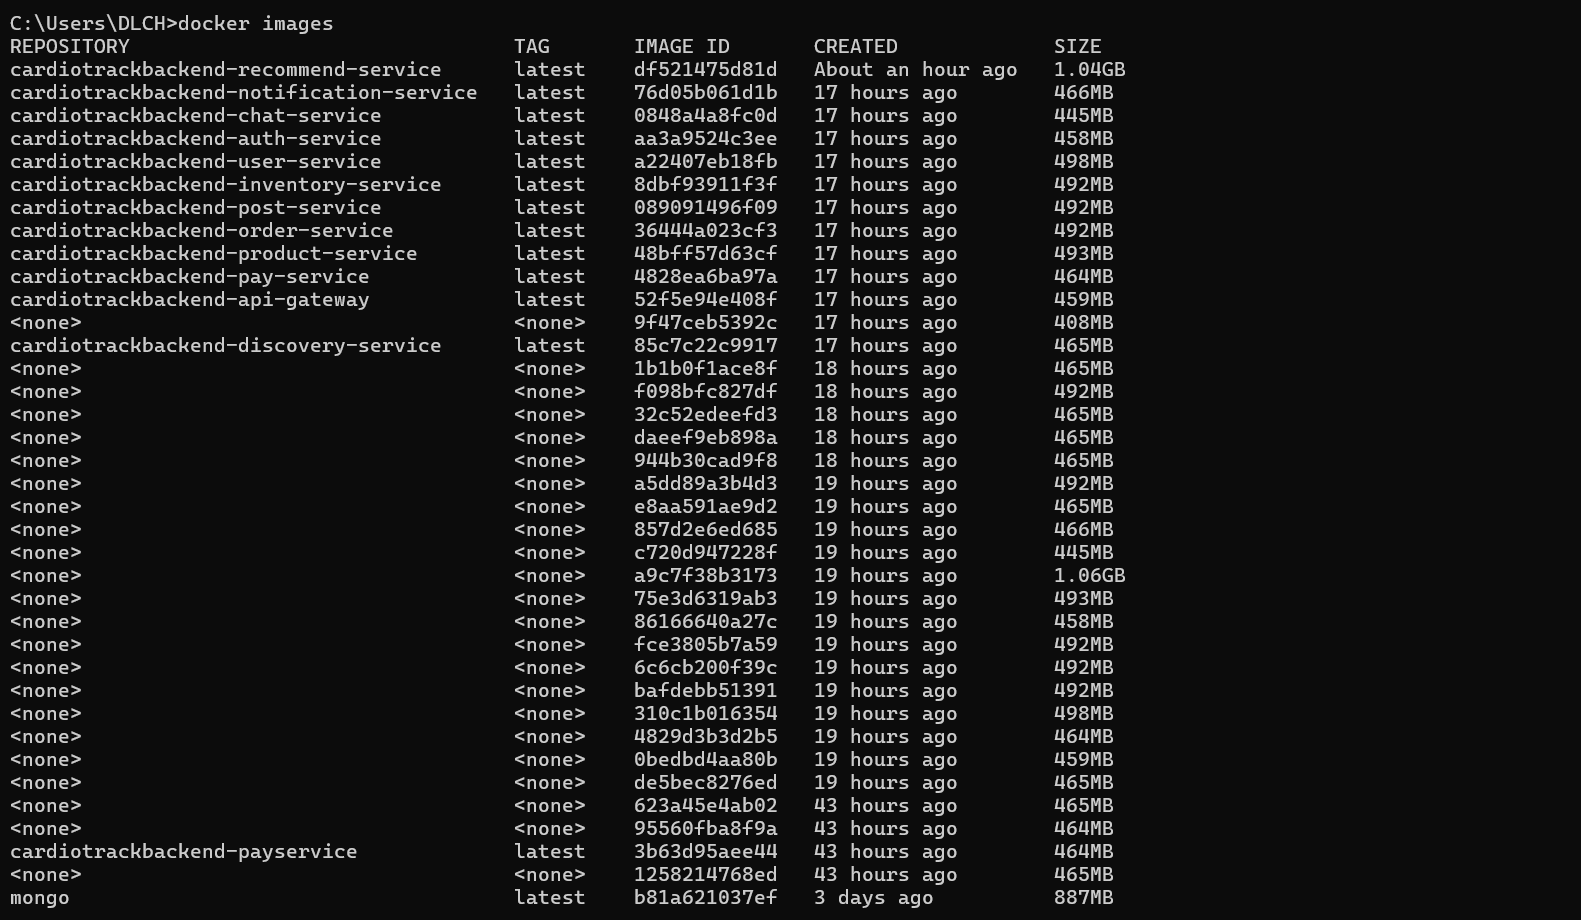 C:\Users\DLCH>docker images
REPOSITORY TAG IMAGE ID CREATED SIZE
cardiotrackbackend-recommend-service latest df521475d81d About an hour ago 1.04GB
cardiotrackbackend-notification-service latest 76d05b061d1b 17 hours ago 466MB
cardiotrackbackend-chat-service latest 0848a4a8fc0d 17 hours ago 445MB
cardiotrackbackend-auth-service latest aa3a9524c3ee 17 hours ago 458MB
cardiotrackbackend-user-service latest a22407eb18fb 17 hours ago 498MB
cardiotrackbackend-inventory-service latest 8dbf93911f3f 17 hours ago 492MB
cardiotrackbackend-post-service latest 089091496f09 17 hours ago 492MB
cardiotrackbackend-order-service latest 36444a023cf3 17 hours ago 492MB
cardiotrackbackend-product-service latest 48bff57d63cf 17 hours ago 493MB
cardiotrackbackend-pay-service latest 4828ea6ba97a 17 hours ago 464MB
cardiotrackbackend-api-gateway latest 52f5e94e408f 17 hours ago 459MB
<none> <none> 9f47ceb5392c 17 hours ago 408MB
cardiotrackbackend-discovery-service latest 85c7c22c9917 17 hours ago 465MB
<none> <none> 1b1b0f1ace8f 18 hours ago 465MB
<none> <none> f098bfc827df 18 hours ago 492MB
<none> <none> 32c52edeefd3 18 hours ago 465MB
<none> <none> daeef9eb898a 18 hours ago 465MB
<none> <none> 944b30cad9f8 18 hours ago 465MB
<none> <none> a5dd89a3b4d3 19 hours ago 492MB
<none> <none> e8aa591ae9d2 19 hours ago 465MB
<none> <none> 857d2e6ed685 19 hours ago 466MB
<none> <none> c720d947228f 19 hours ago 445MB
<none> <none> a9c7f38b3173 19 hours ago 1.06GB
<none> <none> 75e3d6319ab3 19 hours ago 493MB
<none> <none> 86166640a27c 19 hours ago 458MB
<none> <none> fce3805b7a59 19 hours ago 492MB
<none> <none> 6c6cb200f39c 19 hours ago 492MB
<none> <none> bafdebb51391 19 hours ago 492MB
<none> <none> 310c1b016354 19 hours ago 498MB
<none> <none> 4829d3b3d2b5 19 hours ago 464MB
<none> <none> 0bedbd4aa80b 19 hours ago 459MB
<none> <none> de5bec8276ed 19 hours ago 465MB
<none> <none> 623a45e4ab02 43 hours ago 465MB
<none> <none> 95560fba8f9a 43 hours ago 464MB
cardiotrackbackend-payservice latest 3b63d95aee44 43 hours ago 464MB
<none> <none> 1258214768ed 43 hours ago 465MB
mongo latest b81a621037ef 3 days ago 887MB